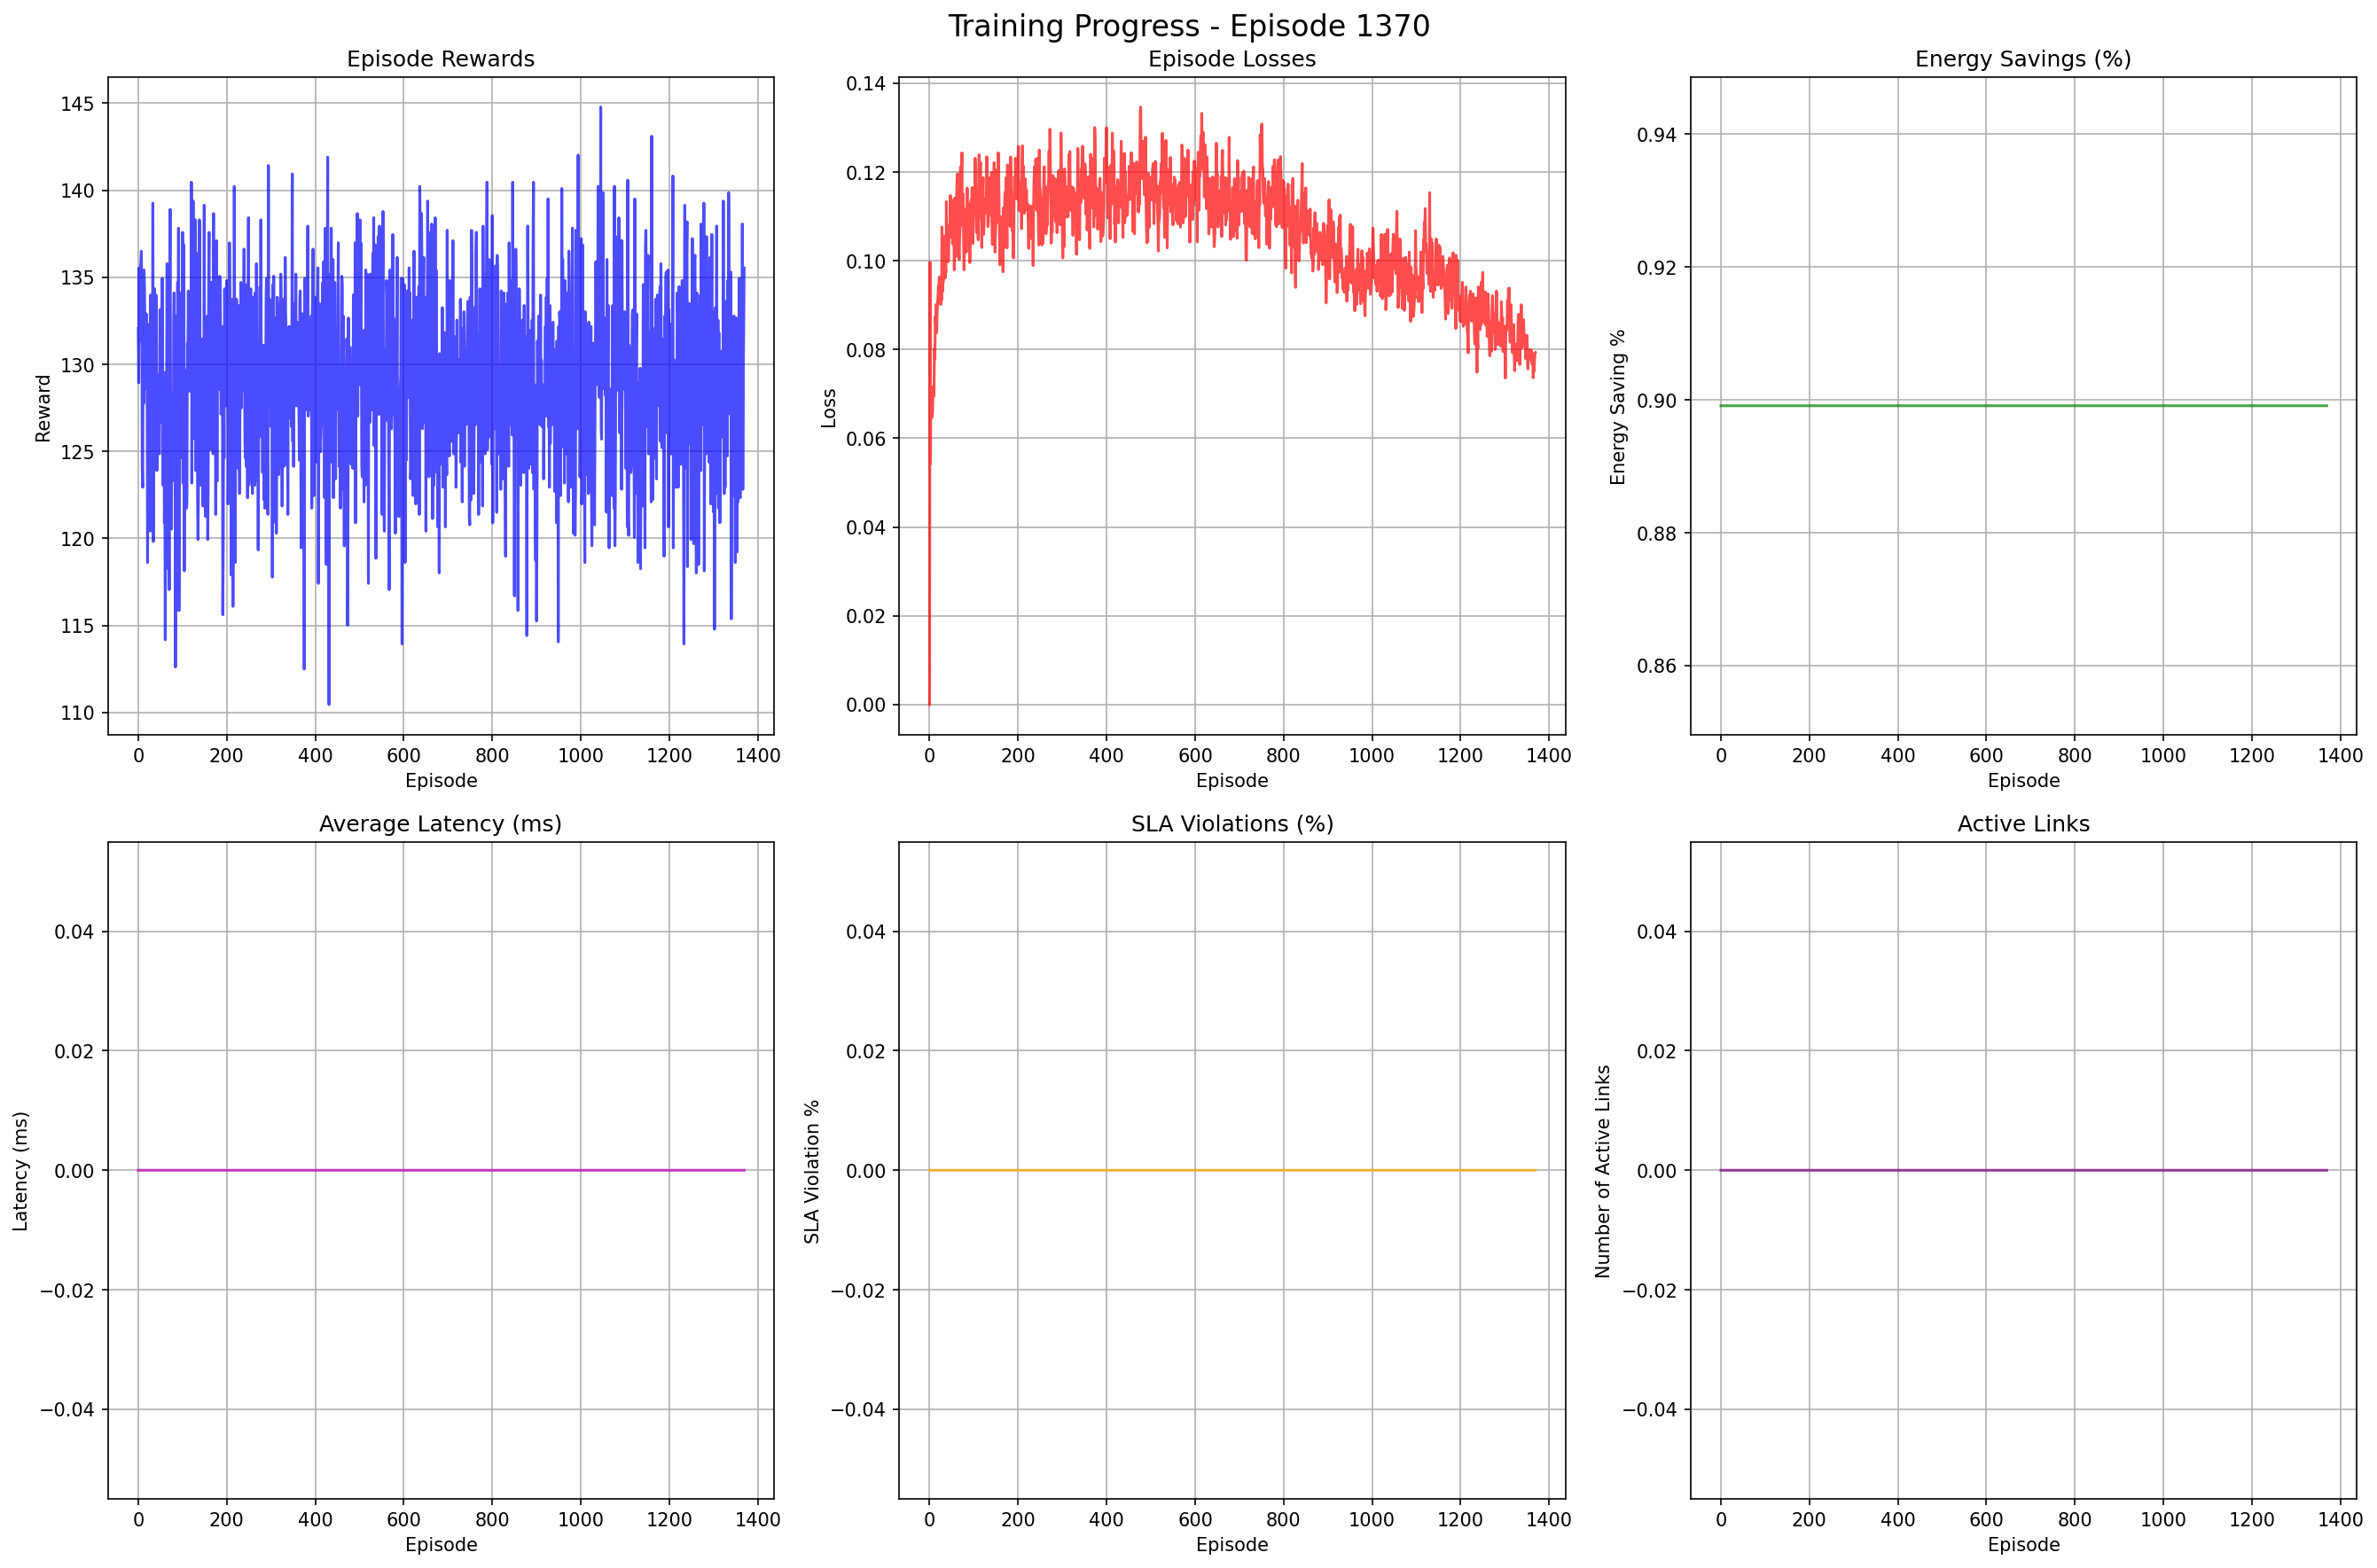 Training Progress - Episode 1370
Episode Rewards
145
140
135
130
125
120
115
110
Reward
0 200 400 600 800 1000 1200 1400
Episode
Episode Losses
0.14
0.12
0.10
0.08
0.06
0.04
0.02
0.00
Loss
0 200 400 600 800 1000 1200 1400
Episode
Energy Savings (%)
0.94
0.92
0.90
0.88
0.86
Energy Saving %
0 200 400 600 800 1000 1200 1400
Episode
Average Latency (ms)
0.04
0.02
0.00
−0.02
−0.04
Latency (ms)
0 200 400 600 800 1000 1200 1400
Episode
SLA Violations (%)
0.04
0.02
0.00
−0.02
−0.04
SLA Violation %
0 200 400 600 800 1000 1200 1400
Episode
Active Links
0.04
0.02
0.00
−0.02
−0.04
Number of Active Links
0 200 400 600 800 1000 1200 1400
Episode